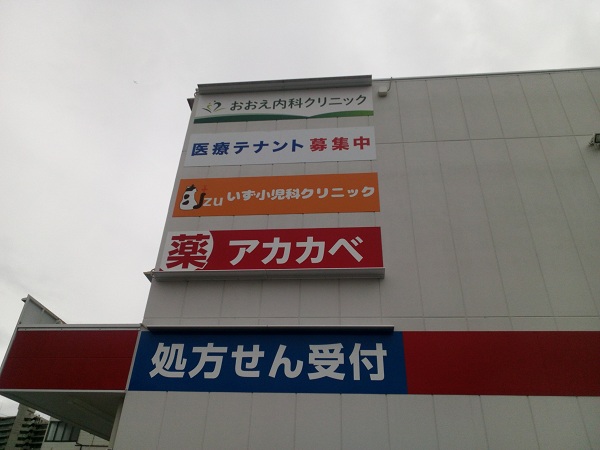 おおえ内科クリニック
医療テナント 募集中
izu いず小児科クリニック
薬 アカカベ
処方せん受付